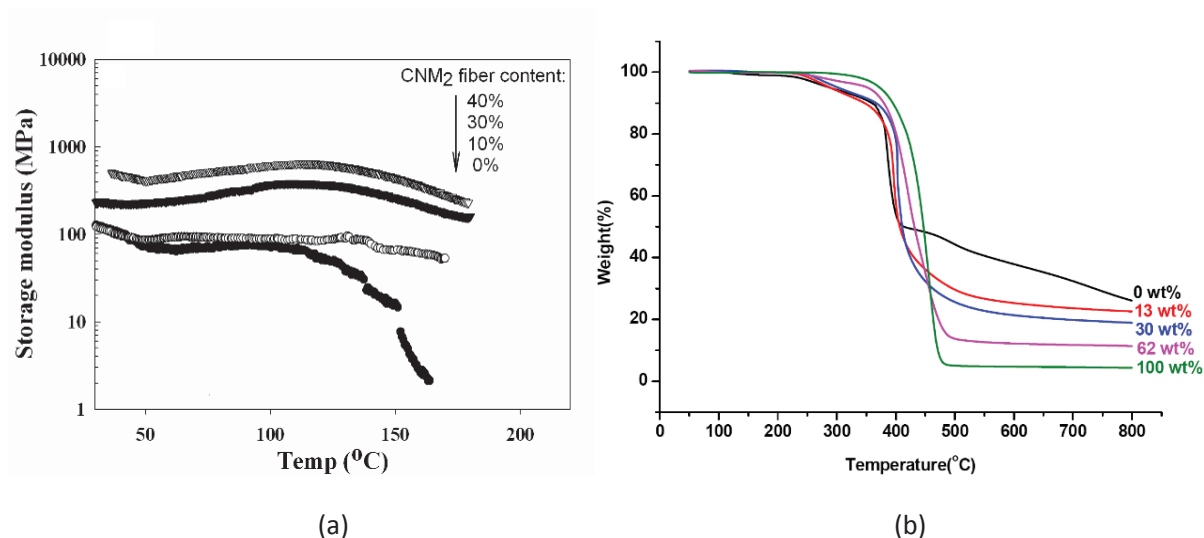 10000
1000
100
10
1
Storage modulus (MPa)
CNM2 fiber content:
40%
30%
10%
0%
50
100
150
200
Temp (⁰C)
(a)
100
80
60
40
20
0
Weight(%)
0 wt%
13 wt%
30 wt%
62 wt%
100 wt%
0
100
200
300
400
500
600
700
800
Temperature(°C)
(b)